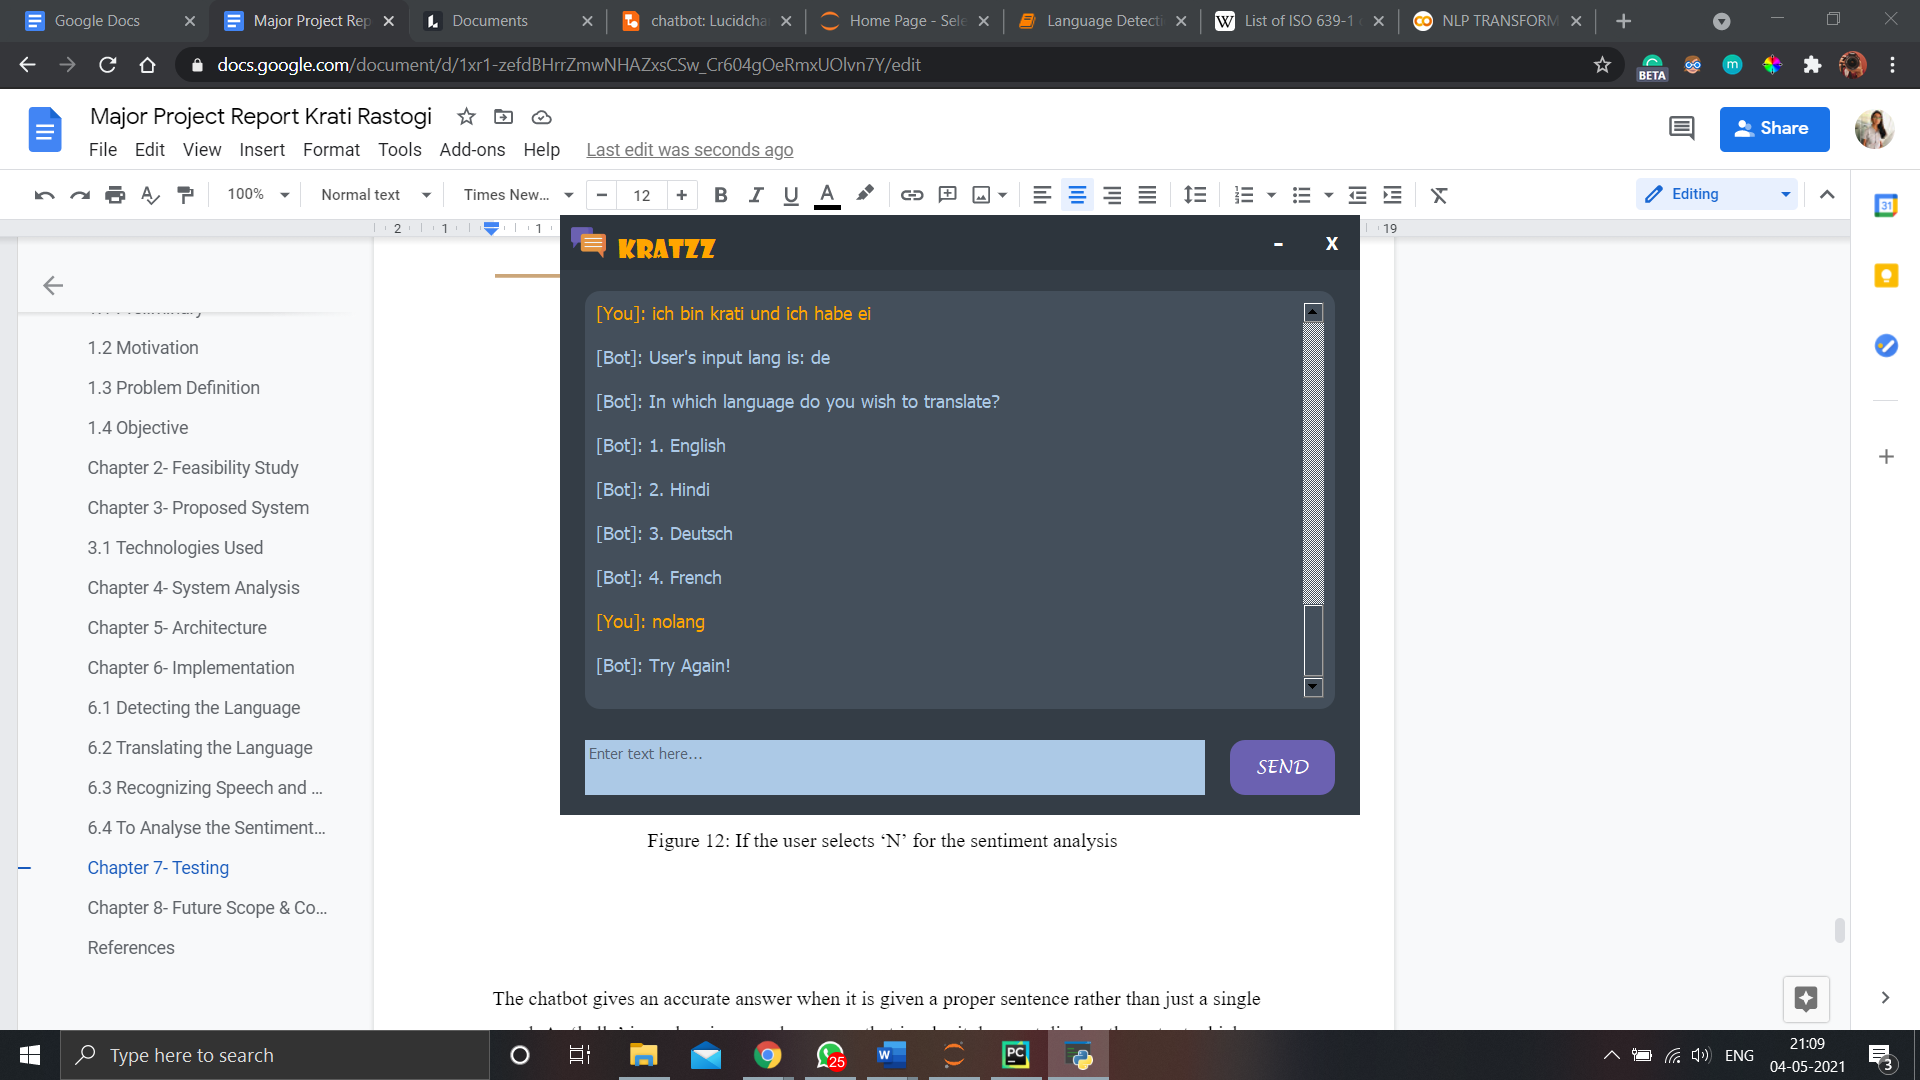 Google Docs
Major Project Rep
Documents
chatbot: Lucidcha
Home Page - Sele
Language Detecti
List of ISO 639-1
NLP TRANSFORM
docs.google.com/document/d/1xr1-zefdBHrrZmwNHAZxsCSw_Cr604gOeRmxUOlvn7Y/edit
BETA
m
Major Project Report Krati Rastogi
Share
File Edit View Insert Format Tools Add-ons Help Last edit was seconds ago
100% Normal text Times New... 12 B I U A Editing
31
2 1 1 19
KRATZZ
- X
[You]: ich bin krati und ich habe ei
[Bot]: User's input lang is: de
[Bot]: In which language do you wish to translate?
[Bot]: 1. English
[Bot]: 2. Hindi
[Bot]: 3. Deutsch
[Bot]: 4. French
[You]: nolang
[Bot]: Try Again!
Enter text here...
SEND
1.2 Motivation
1.3 Problem Definition
1.4 Objective
Chapter 2- Feasibility Study
Chapter 3- Proposed System
3.1 Technologies Used
Chapter 4- System Analysis
Chapter 5- Architecture
Chapter 6- Implementation
6.1 Detecting the Language
6.2 Translating the Language
6.3 Recognizing Speech and ...
6.4 To Analyse the Sentiment...
Chapter 7- Testing
Chapter 8- Future Scope & Co...
References
Figure 12: If the user selects ‘N’ for the sentiment analysis
The chatbot gives an accurate answer when it is given a proper sentence rather than just a single
Type here to search
25
W
PC
ENG
21:09
04-05-2021
3